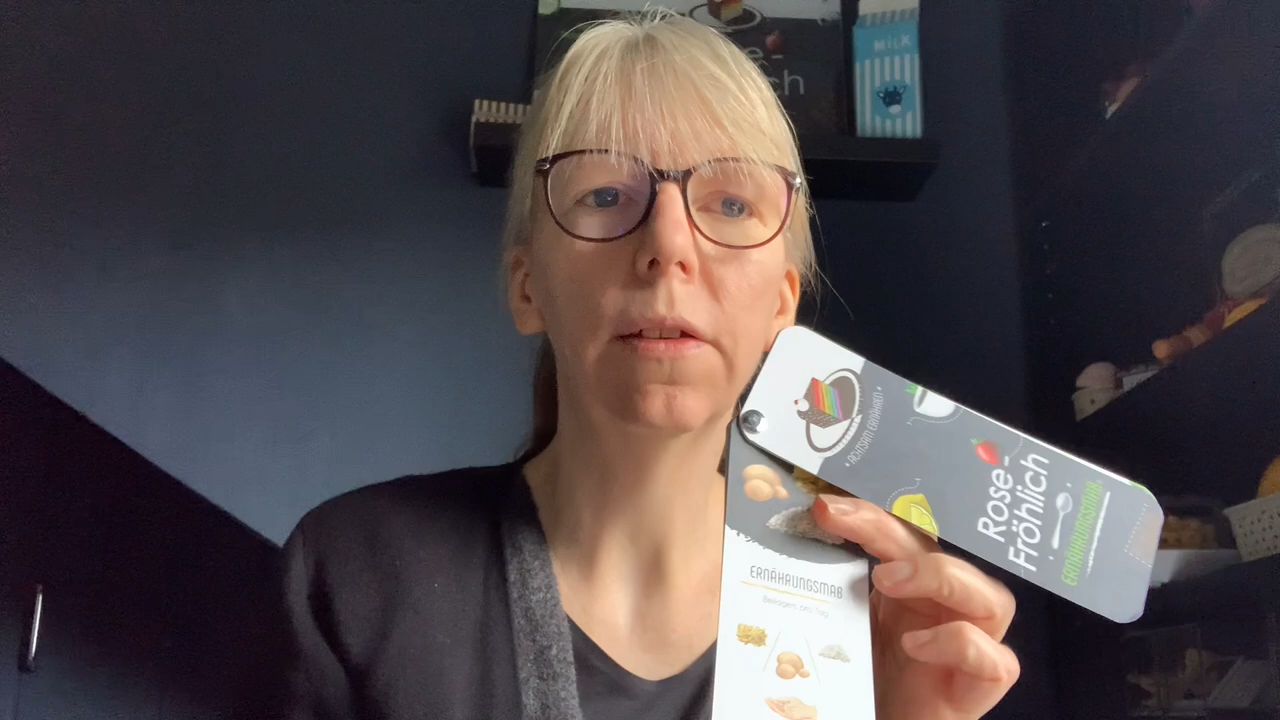 MILK
ACHTSAM ERNÄHREN
Rose-
Fröhlich
ERNÄHRUNGSMAß
ERNÄHRUNGSMAß
Beilagen pro Tag